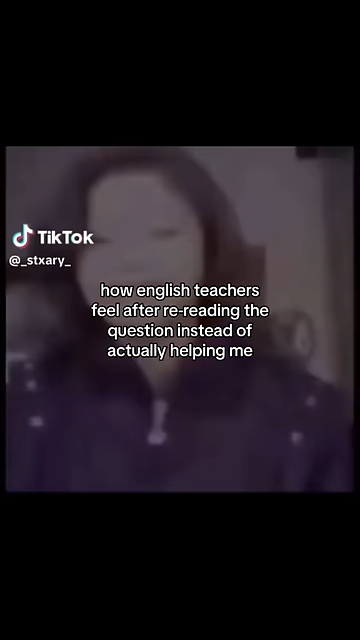 TikTok
@_stxary_
how english teachers
feel after re-reading the
question instead of
actually helping me